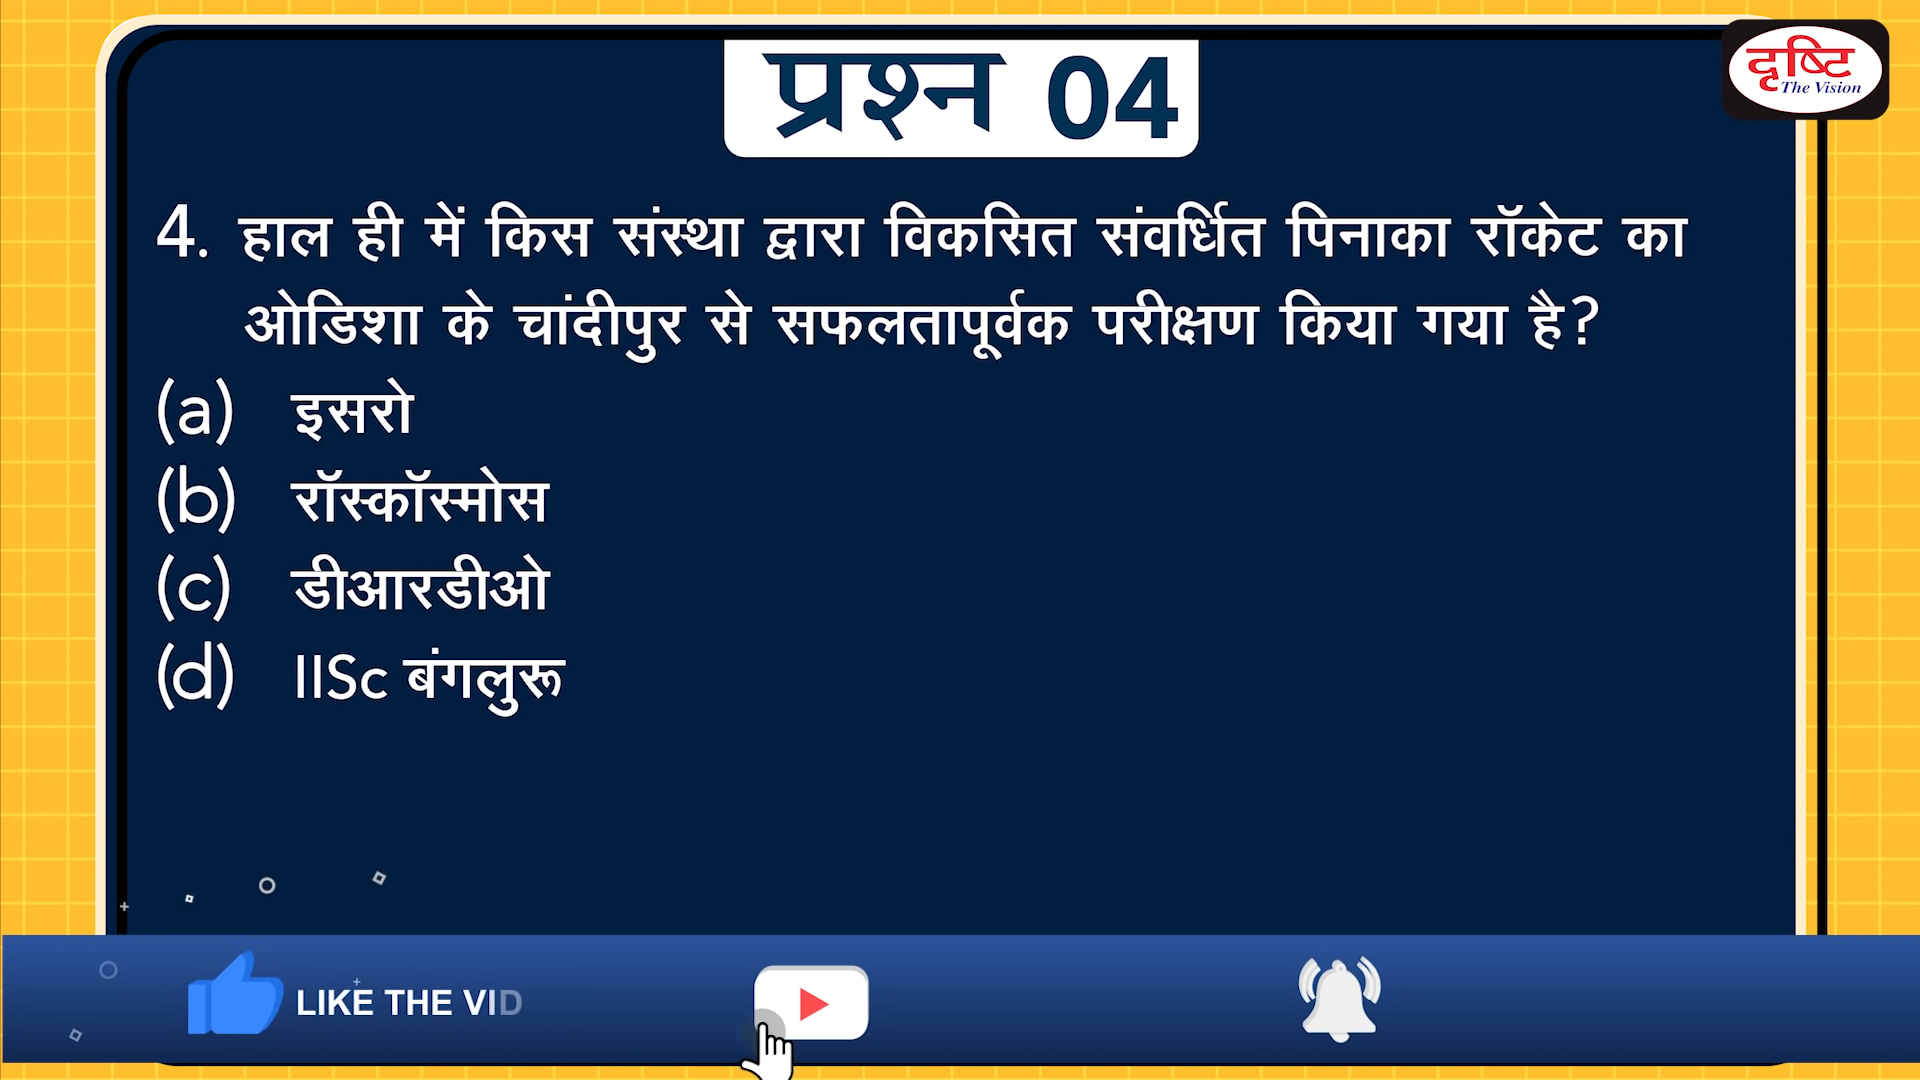 प्रश्न 04
दृष्टि
The Vision
4. हाल ही में किस संस्था द्वारा विकसित संवर्धित पिनाका रॉकेट का
ओडिशा के चांदीपुर से सफलतापूर्वक परीक्षण किया गया है?
(a) इसरो
(b) रॉस्कॉस्मोस
(c) डीआरडीओ
(d) IISc बंगलुरू
LIKE THE VID